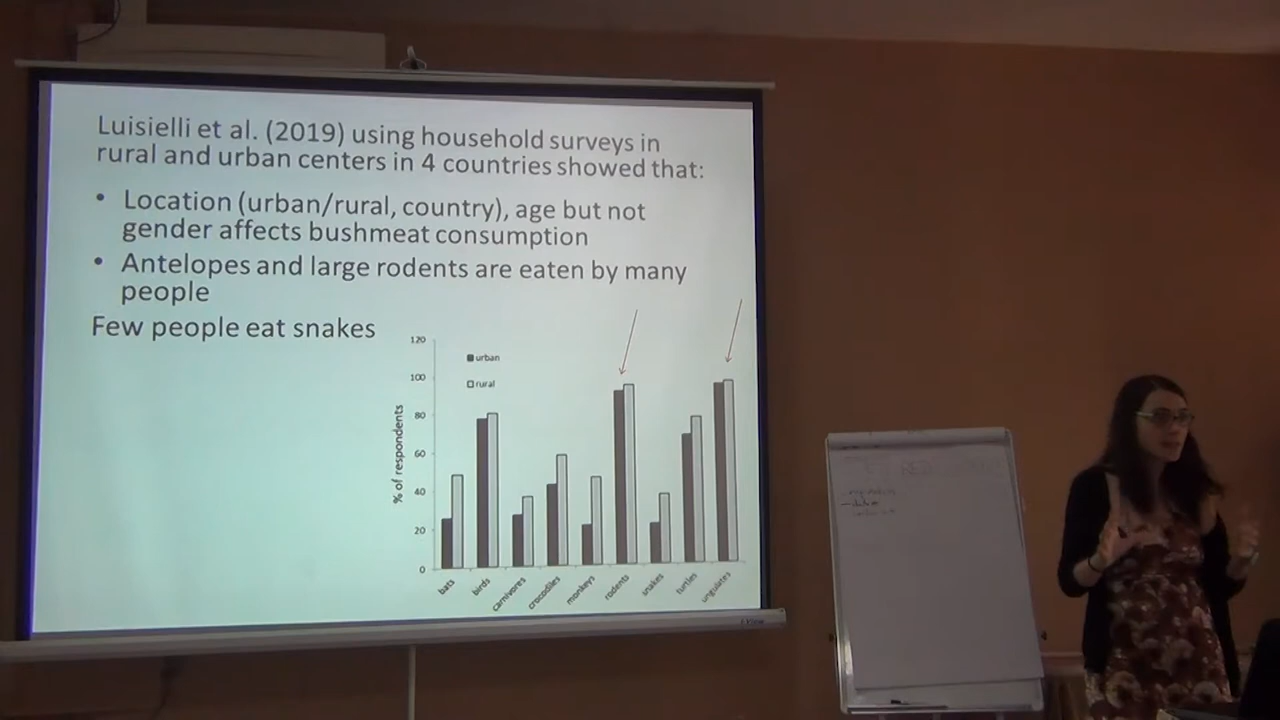 Luisielli et al. (2019) using household surveys in
rural and urban centers in 4 countries showed that:
• Location (urban/rural, country), age but not
gender affects bushmeat consumption
• Antelopes and large rodents are eaten by many
people
Few people eat snakes
120
100
80
60
40
20
0
% of respondents
urban
rural
bats
birds
carnivores
crocodiles
monkeys
rodents
snakes
turtles
ungulates